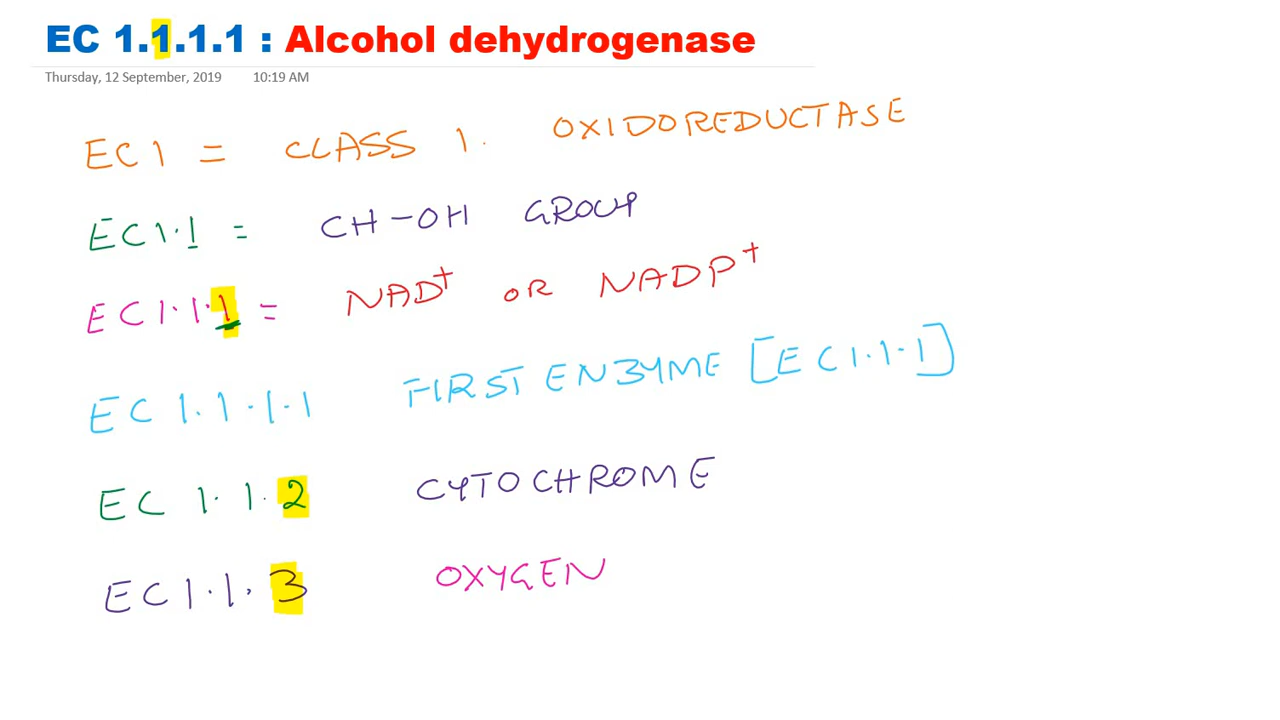 EC 1.1.1.1 : Alcohol dehydrogenase
Thursday, 12 September, 2019 10:19 AM
EC 1 = CLASS 1. OXIDOREDUCTASE
EC 1.1 = CH-OH GROUP
EC 1.1.1 = NAD+ OR NADP+
EC 1.1.1.1 FIRST ENZYME [EC 1.1.1]
EC 1.1.2 CYTOCHROME
EC 1.1.3 OXYGEN